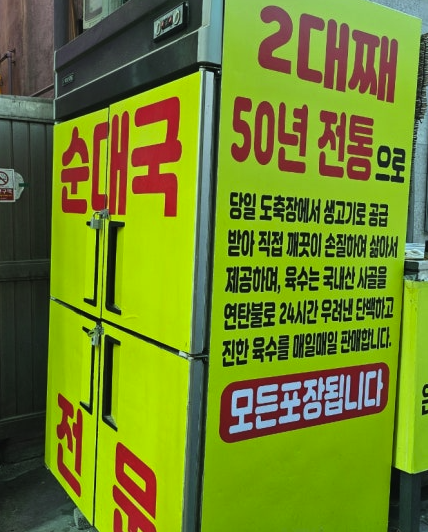 순대국
전문
2대째
50년 전통으로
당일 도축장에서 생고기로 공급
받아 직접 깨끗이 손질하여 삶아서
제공하며, 육수는 국내산 사골을
연탄불로 24시간 우려낸 단백하고
진한 육수를 매일매일 판매합니다.
모든포장됩니다